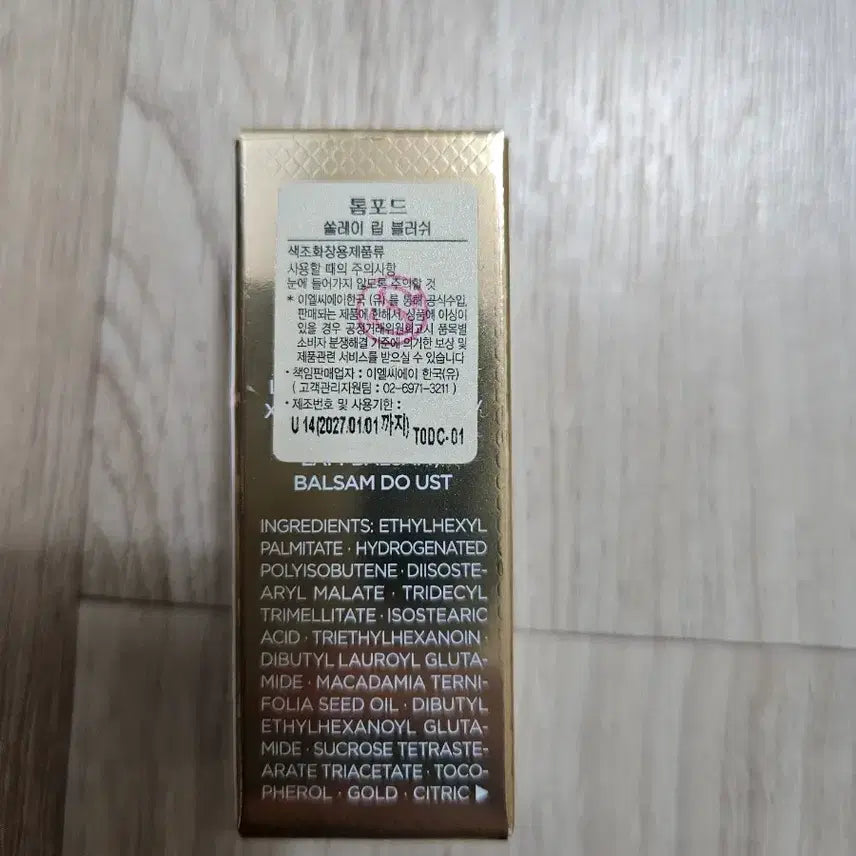 톰포드
쏠레이 립 블러쉬
색조화장용제품류
사용할 때의 주의사항
눈에 들어가지 않도록 주의할 것
* 이엘씨에이한국 (유) 를 통해 공식수입,
판매되는 제품에 한해서, 상품에 이상이
있을 경우 공정거래위원회고시 품목별
소비자 분쟁해결 기준에 의거한 보상 및
제품관련 서비스를 받으실 수 있습니다
· 책임판매업자 : 이엘씨에이 한국(유)
( 고객관리지원팀 : 02-6971-3211 )
· 제조번호 및 사용기한 :
U14(2027.01.01 까지) T0DC-01
BALSAM DO UST
INGREDIENTS: ETHYLHEXYL
PALMITATE · HYDROGENATED
POLYISOBUTENE · DIISOSTE-
ARYL MALATE · TRIDECYL
TRIMELLITATE · ISOSTEARIC
ACID · TRIETHYLHEXANOIN ·
DIBUTYL LAUROYL GLUTA-
MIDE · MACADAMIA TERNI-
FOLIA SEED OIL · DIBUTYL
ETHYLHEXANOYL GLUTA-
MIDE · SUCROSE TETRASTE-
ARATE TRIACETATE · TOCO-
PHEROL · GOLD · CITRIC ▶